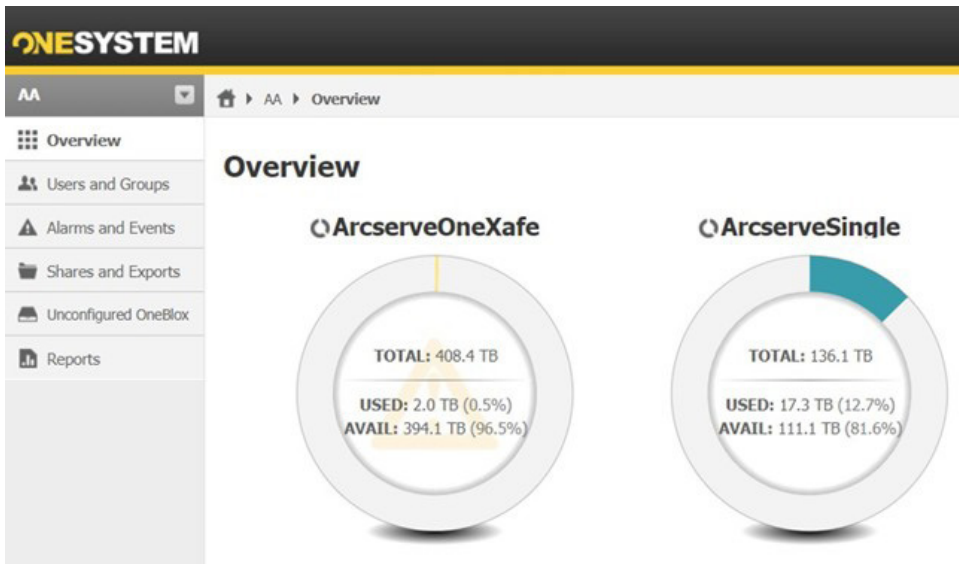 ONESYSTEM
AA
AA Overview
Overview
Users and Groups
Alarms and Events
Shares and Exports
Unconfigured OneBlox
Reports
Overview
ArcserveOneXafe
TOTAL: 408.4 TB
USED: 2.0 TB (0.5%)
AVAIL: 394.1 TB (96.5%)
ArcserveSingle
TOTAL: 136.1 TB
USED: 17.3 TB (12.7%)
AVAIL: 111.1 TB (81.6%)